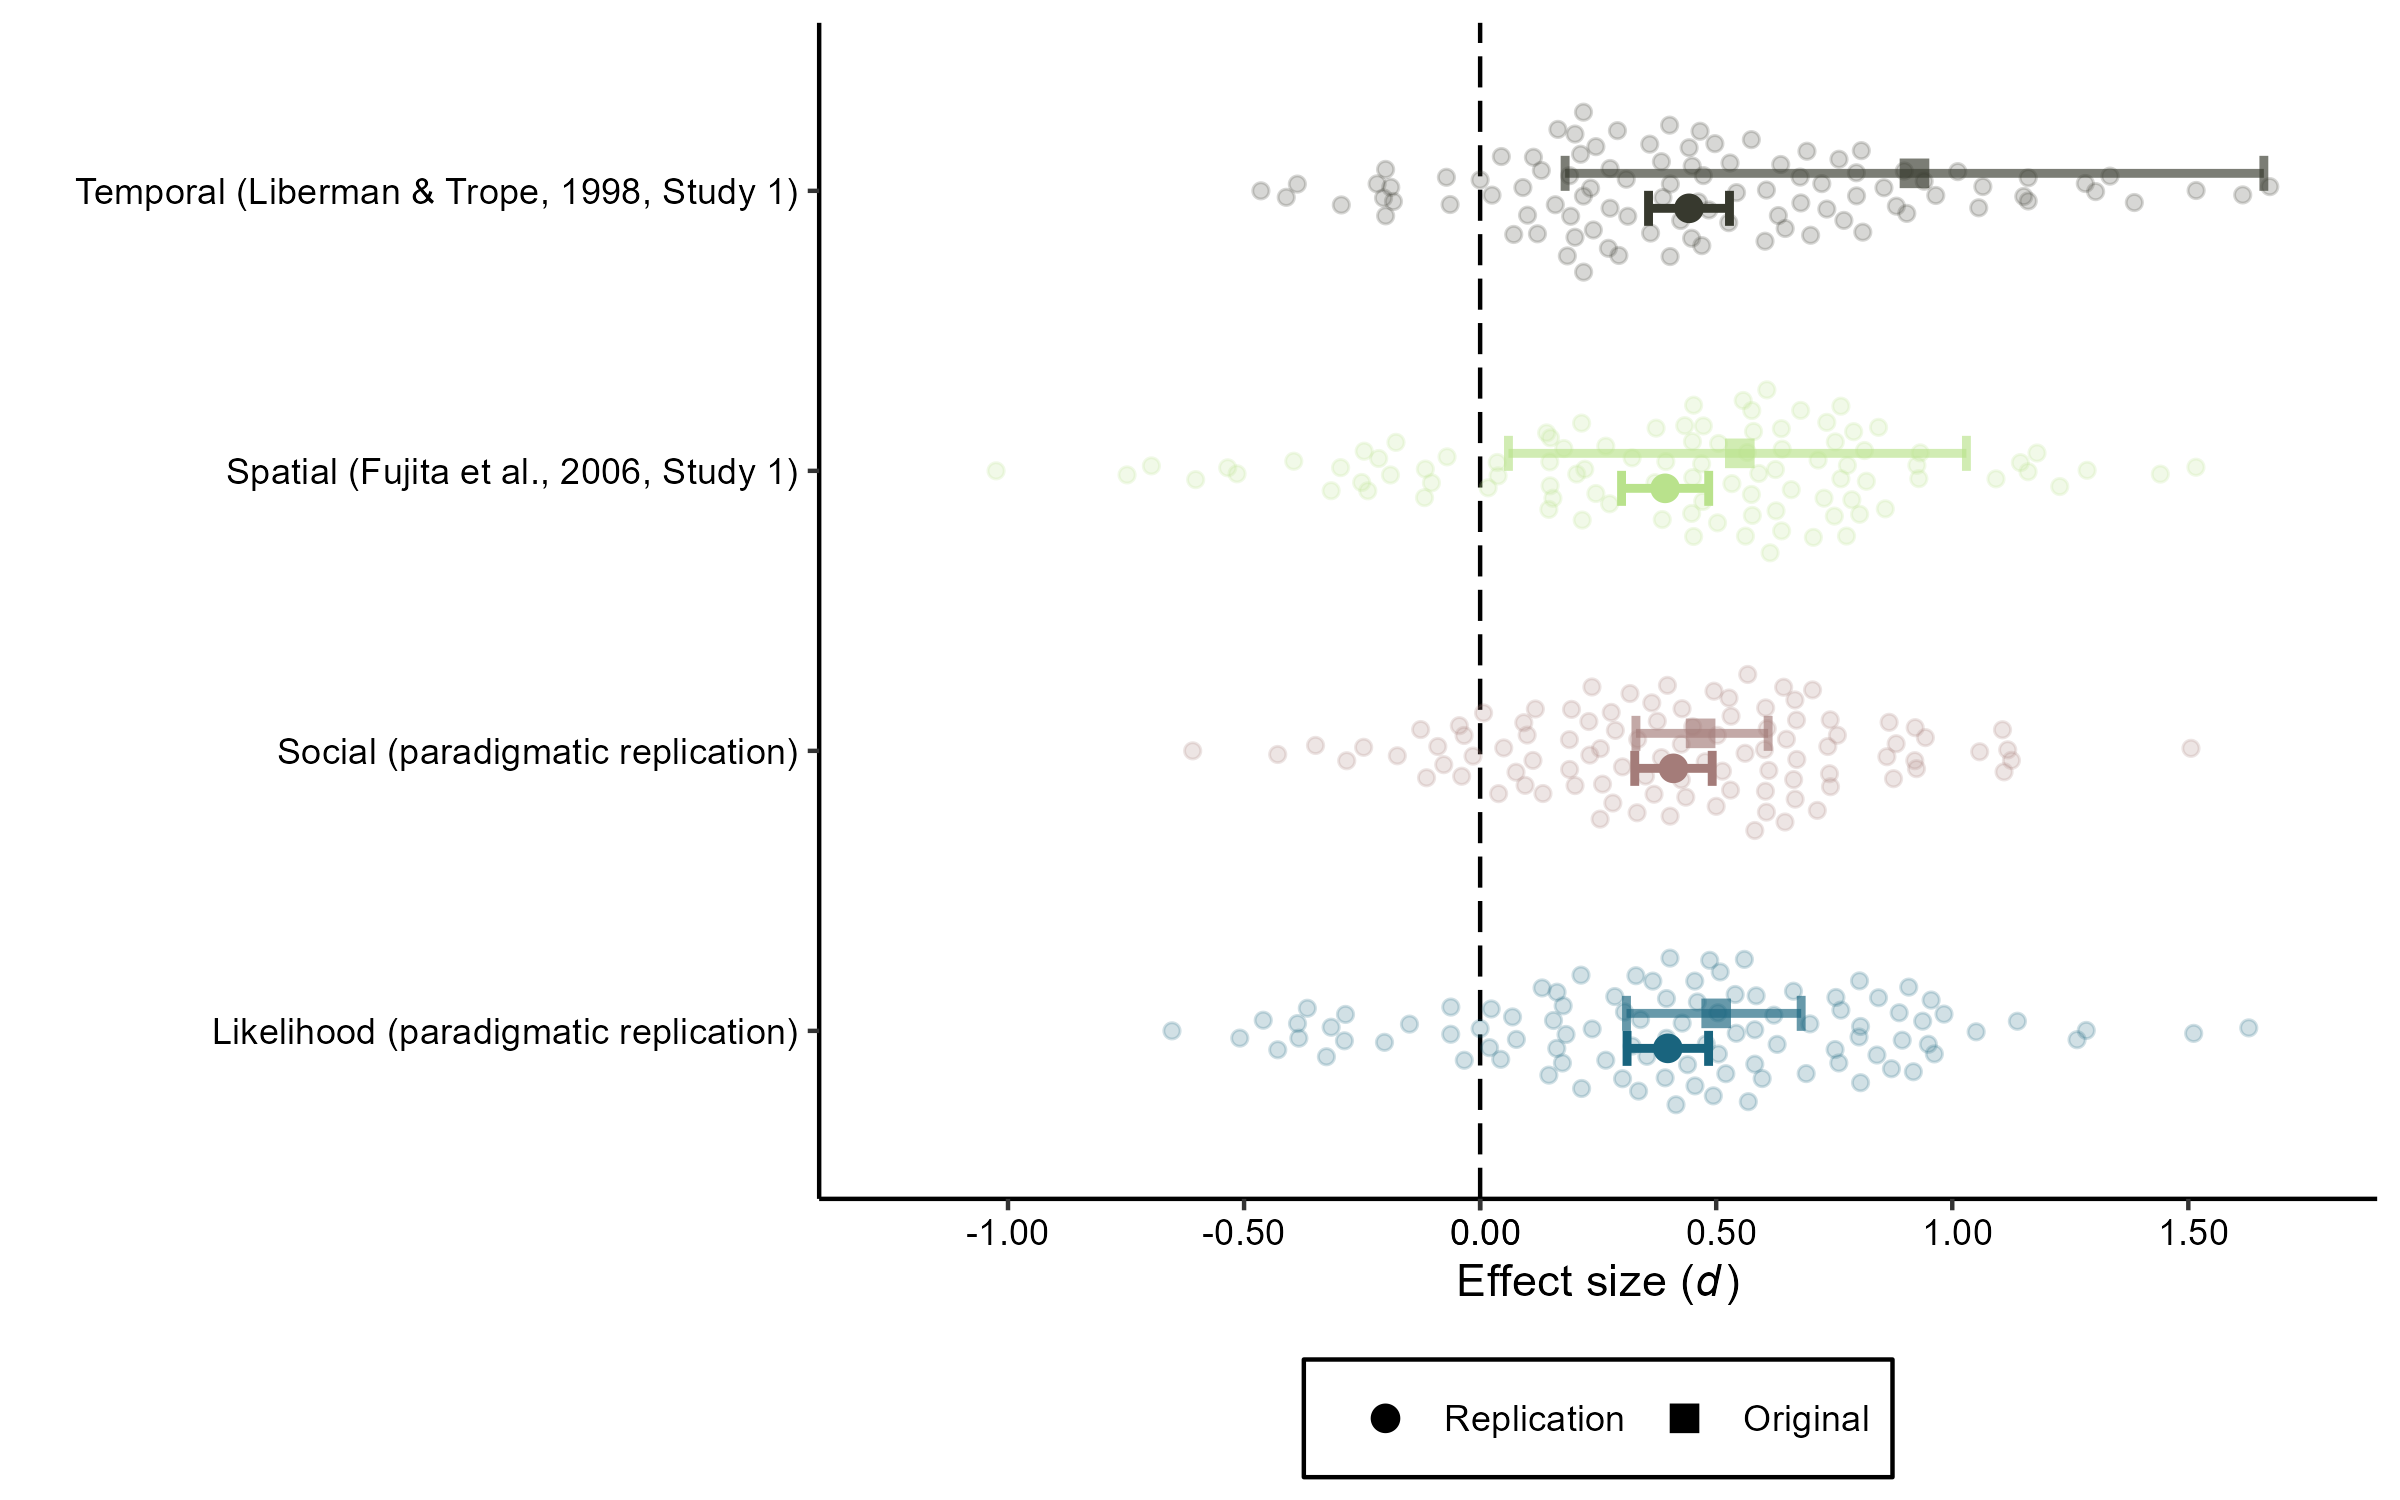 Temporal (Liberman & Trope, 1998, Study 1)
Spatial (Fujita et al., 2006, Study 1)
Social (paradigmatic replication)
Likelihood (paradigmatic replication)
-1.00 -0.50 0.00 0.50 1.00 1.50
Effect size (d)
Replication Original